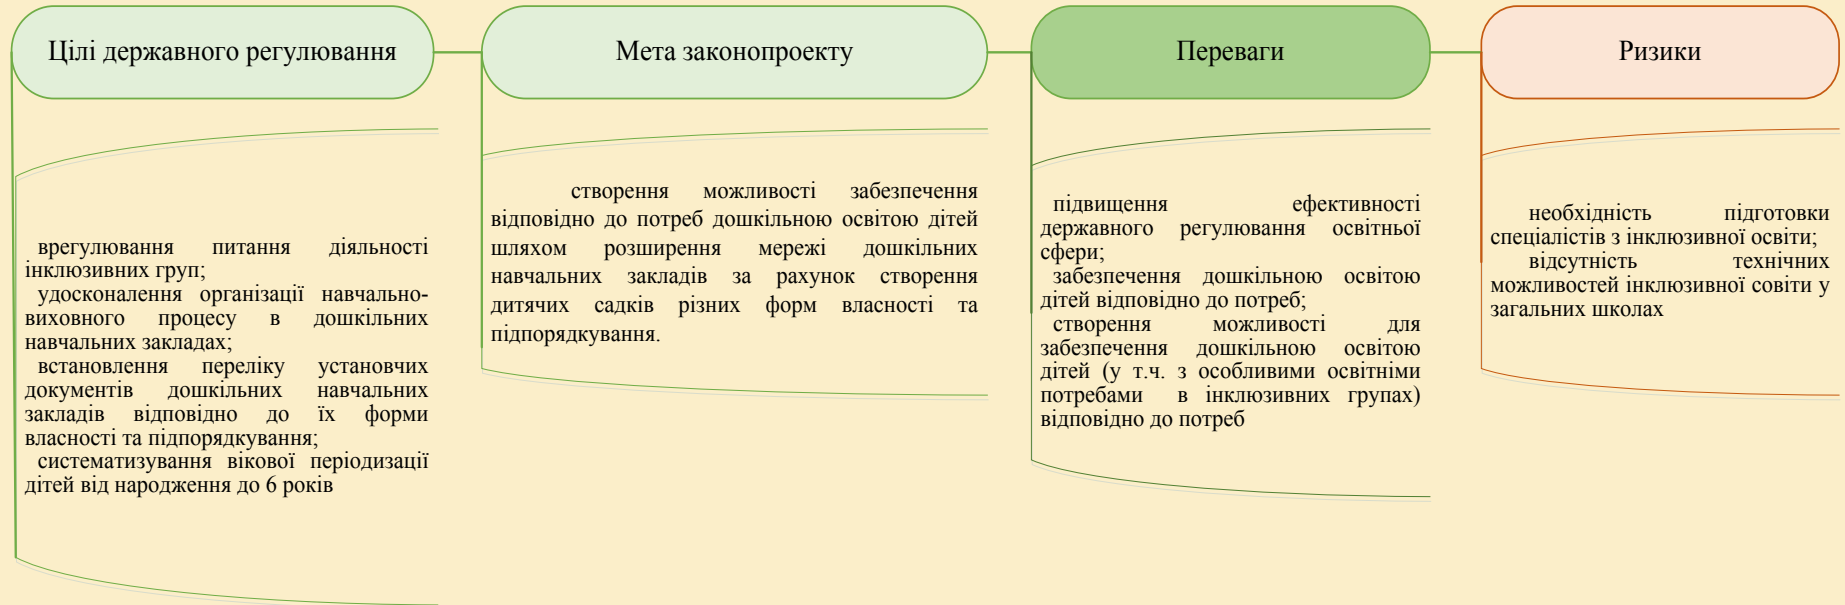 Цілі державного регулювання
врегулювання питання діяльності
інклюзивних груп;
удосконалення організації навчально-
виховного процесу в дошкільних
навчальних закладах;
встановлення переліку установчих
документів дошкільних навчальних
закладів відповідно до їх форми
власності та підпорядкування;
систематизування вікової періодизації
дітей від народження до 6 років
Мета законопроекту
створення можливості забезпечення
відповідно до потреб дошкільною освітою дітей
шляхом розширення мережі дошкільних
навчальних закладів за рахунок створення
дитячих садків різних форм власності та
підпорядкування.
Переваги
підвищення ефективності
державного регулювання освітньої
сфери;
забезпечення дошкільною освітою
дітей відповідно до потреб;
створення можливості для
забезпечення дошкільною освітою
дітей (у т.ч. з особливими освітніми
потребами в інклюзивних групах)
відповідно до потреб
Ризики
необхідність підготовки
спеціалістів з інклюзивної освіти;
відсутність технічних
можливостей інклюзивної совіти у
загальних школах